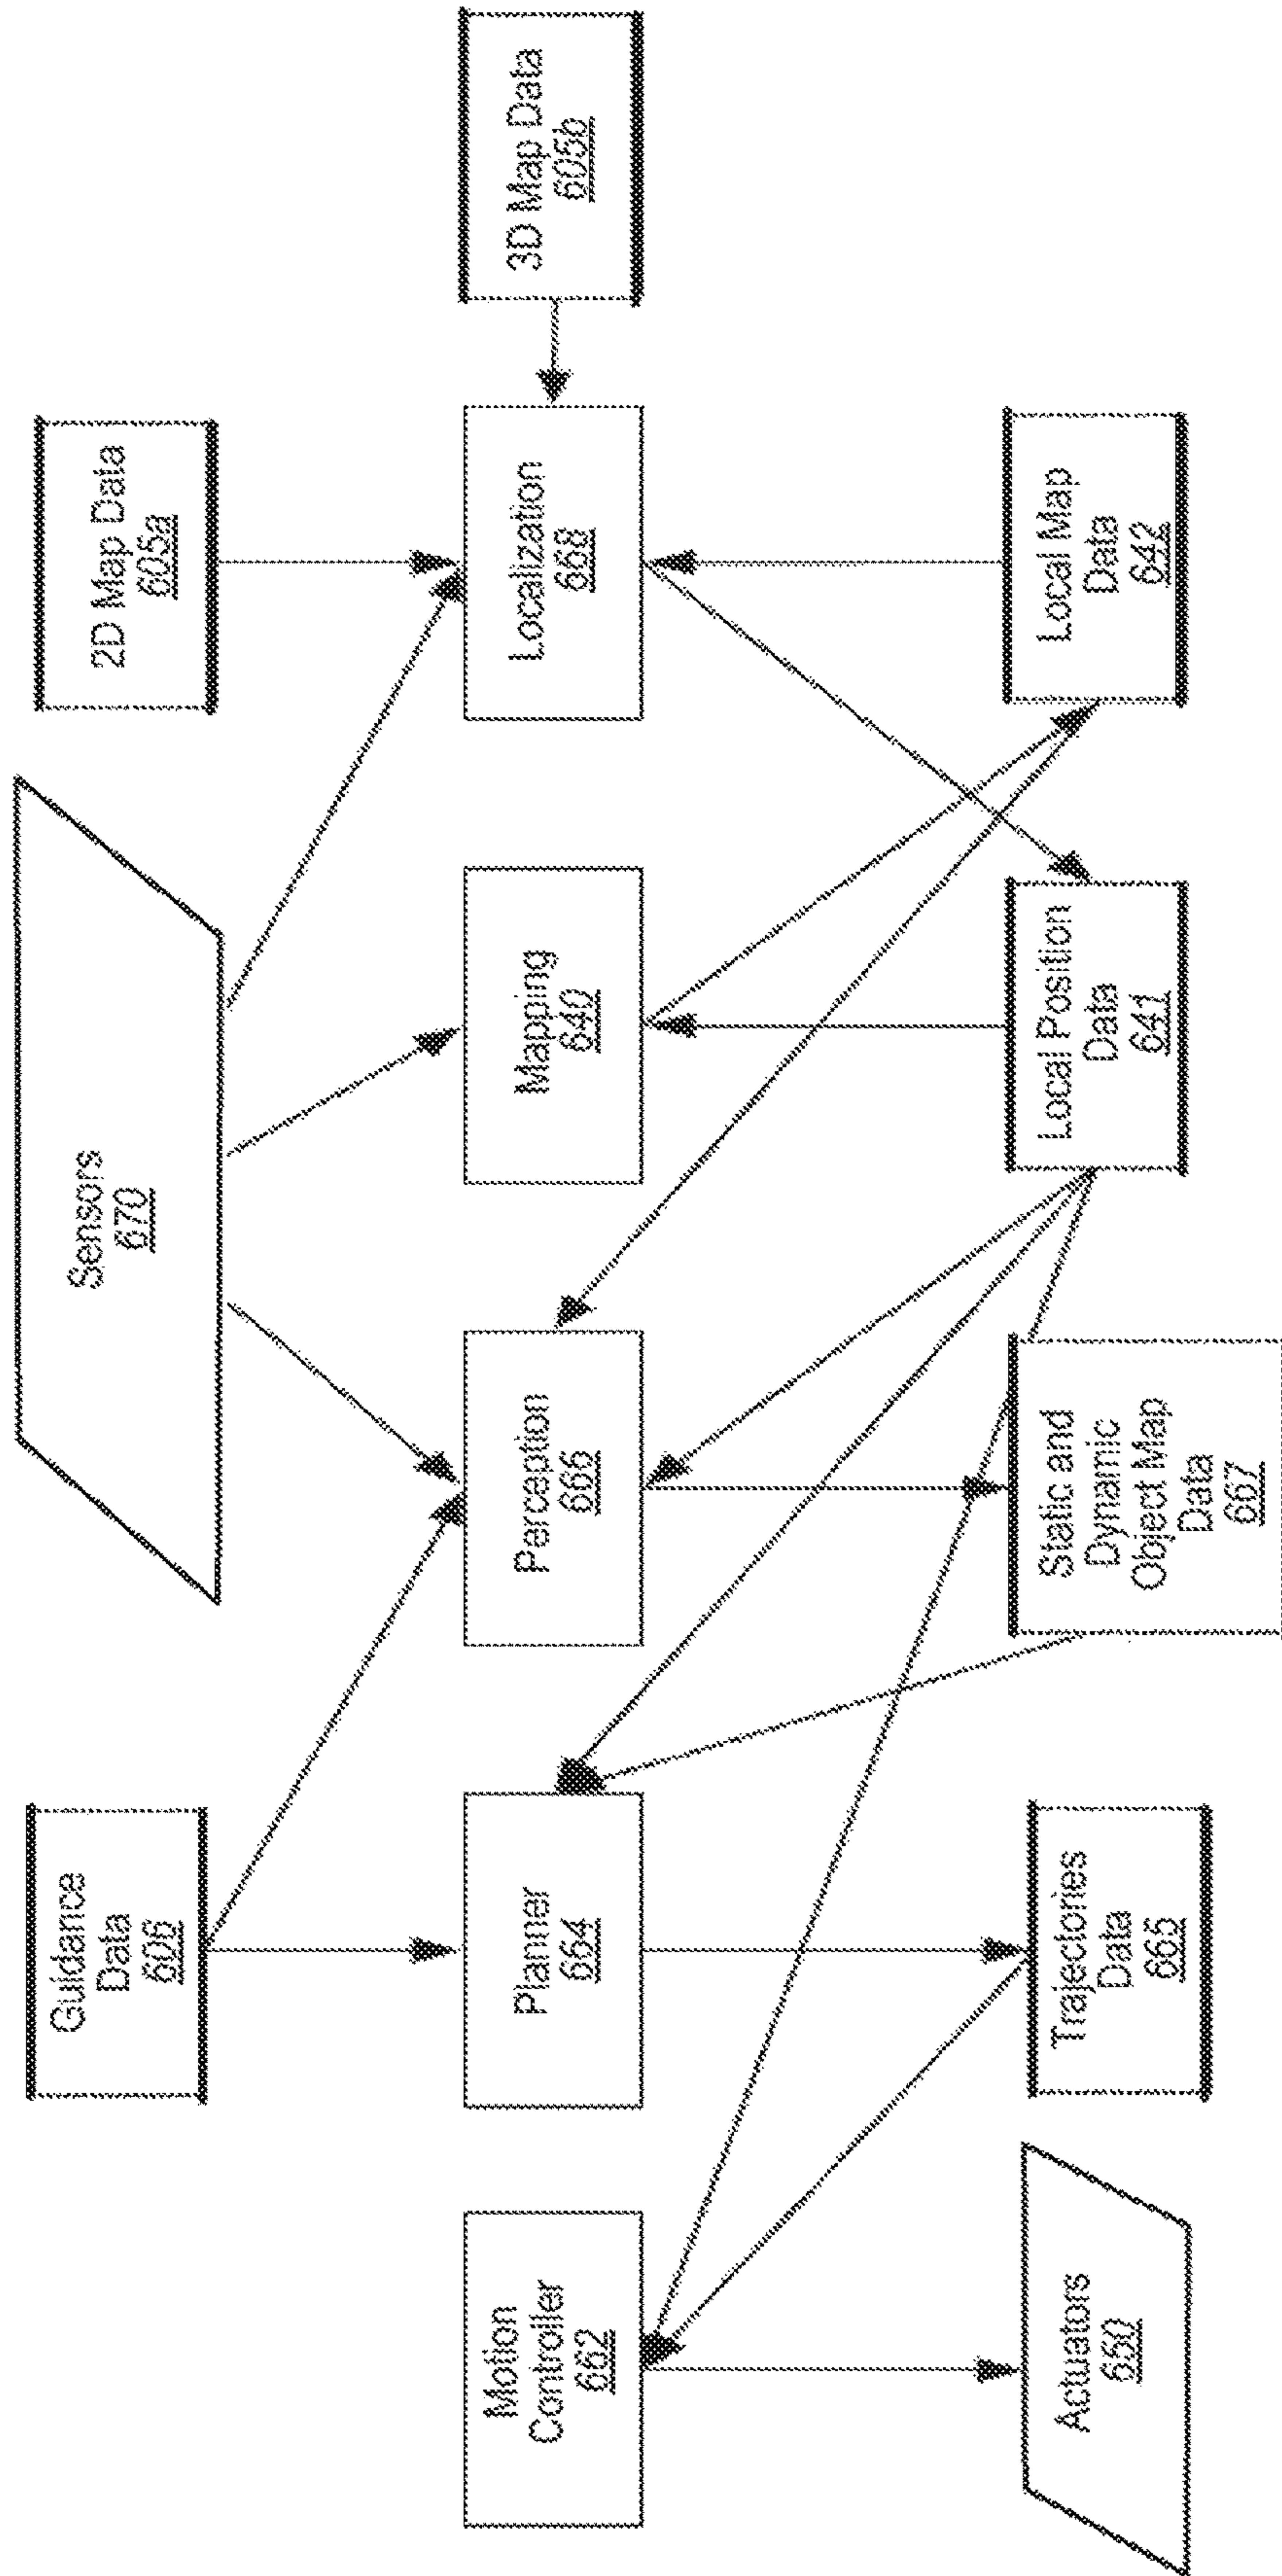 Guidance
Data
606
Sensors
670
2D Map Data
605a
Motion
Controller
662
Planner
664
Perception
666
Mapping
640
Localization
668
3D Map Data
605b
Actuators
650
Trajectories
Data
665
Static and
Dynamic
Object Map
Data
667
Local Position
Data
641
Local Map
Data
642